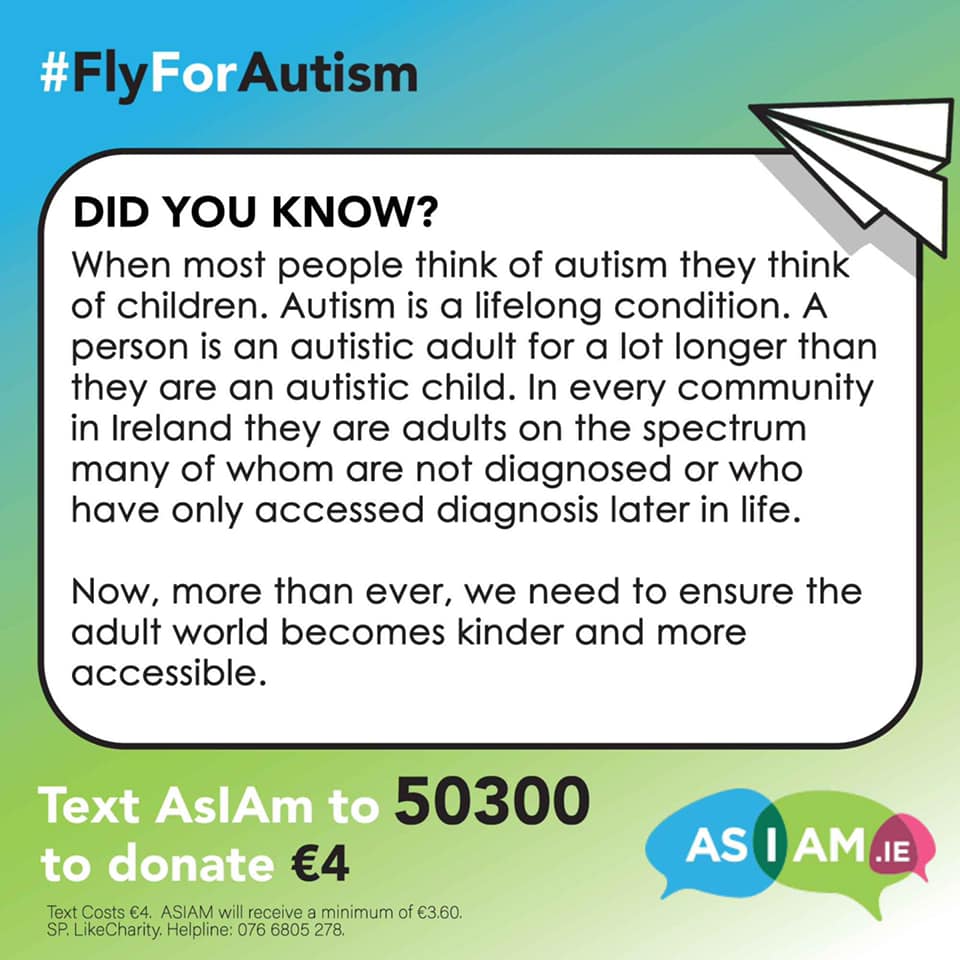 #FlyForAutism
DID YOU KNOW?
When most people think of autism they think
of children. Autism is a lifelong condition. A
person is an autistic adult for a lot longer than
they are an autistic child. In every community
in Ireland they are adults on the spectrum
many of whom are not diagnosed or who
have only accessed diagnosis later in life.
Now, more than ever, we need to ensure the
adult world becomes kinder and more
accessible.
Text AsIAm to 50300
to donate €4
AS I AM.IE
Text Costs €4. ASIAM will receive a minimum of €3.60.
SP. LikeCharity. Helpline: 076 6805 278.